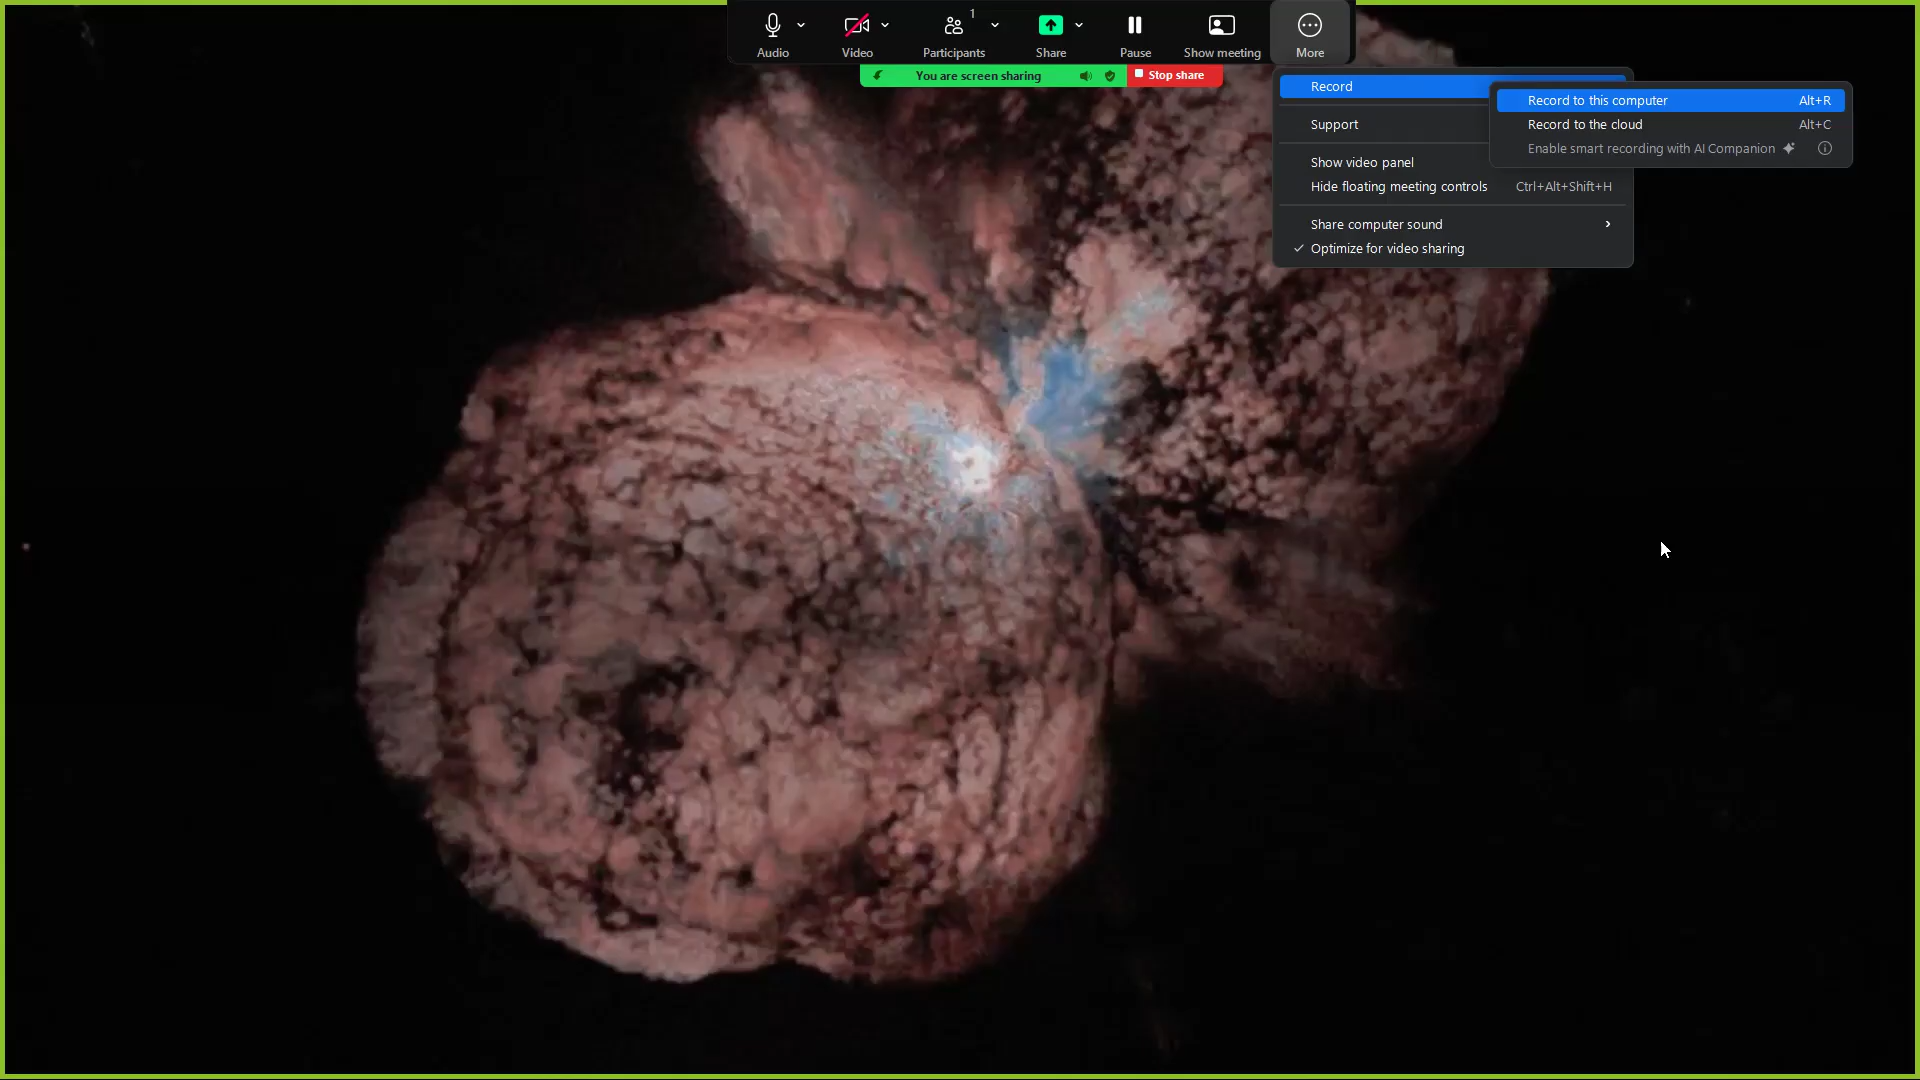 1
Audio
Video
Participants
Share
Pause
Show meeting
More
You are screen sharing
Stop share
Record
Support
Show video panel
Hide floating meeting controls Ctrl+Alt+Shift+H
Share computer sound
Optimize for video sharing
Record to this computer Alt+R
Record to the cloud Alt+C
Enable smart recording with AI Companion